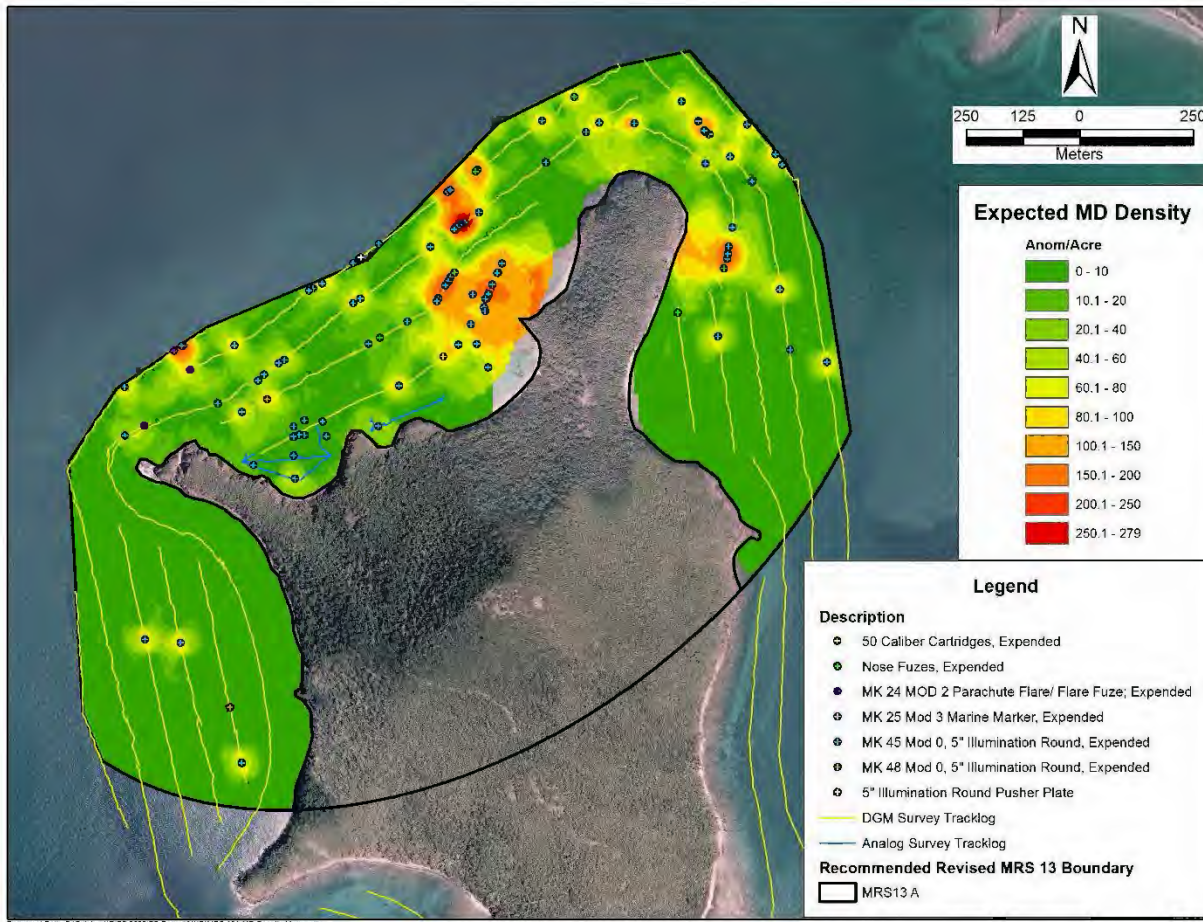 N
250 125 0 250
Meters
Expected MD Density
Anom/Acre
0 - 10
10.1 - 20
20.1 - 40
40.1 - 60
60.1 - 80
80.1 - 100
100.1 - 150
150.1 - 200
200.1 - 250
250.1 - 279
Legend
Description
50 Caliber Cartridges, Expended
Nose Fuzes, Expended
MK 24 MOD 2 Parachute Flare/ Flare Fuze; Expended
MK 25 Mod 3 Marine Marker, Expended
MK 45 Mod 0, 5" Illumination Round, Expended
MK 48 Mod 0, 5" Illumination Round, Expended
5" Illumination Round Pusher Plate
DGM Survey Tracklog
Analog Survey Tracklog
Recommended Revised MRS 13 Boundary
MRS13 A